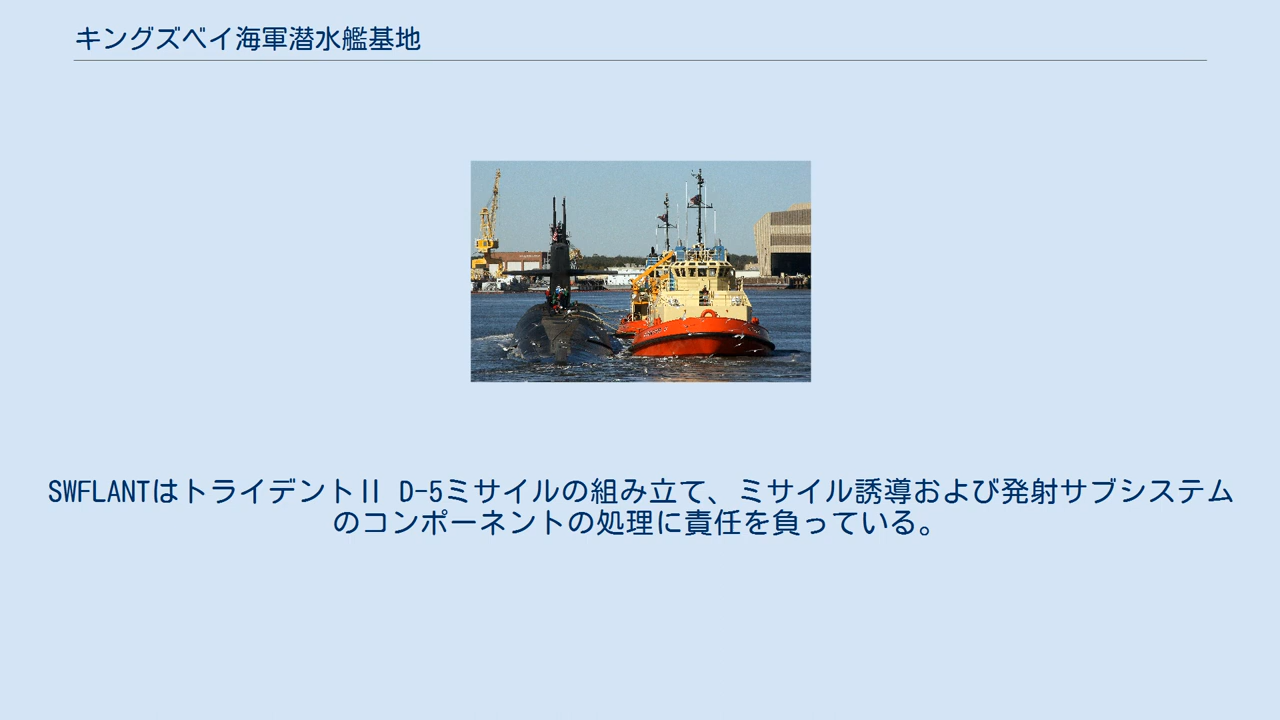 キングズベイ海軍潜水艦基地
SWFLANTはトライデントII D-5ミサイルの組み立て、ミサイル誘導および発射サブシステム
のコンポーネントの処理に責任を負っている。